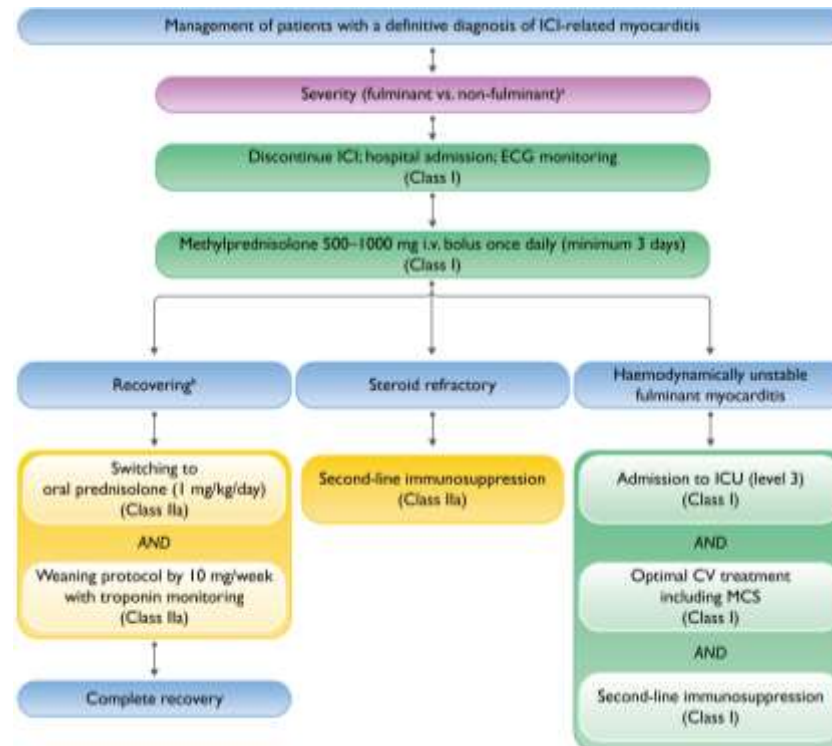 Management of patients with a definitive diagnosis of ICI-related myocarditis
Severity (fulminant vs. non-fulminant)ª
Discontinue ICI; hospital admission; ECG monitoring
(Class I)
Methylprednisolone 500–1000 mg i.v. bolus once daily (minimum 3 days)
(Class I)
Recoveringᵇ
Switching to
oral prednisolone (1 mg/kg/day)
(Class IIa)
AND
Weaning protocol by 10 mg/week
with troponin monitoring
(Class IIa)
Complete recovery
Steroid refractory
Second-line immunosuppression
(Class IIa)
Haemodynamically unstable
fulminant myocarditis
Admission to ICU (level 3)
(Class I)
AND
Optimal CV treatment
including MCS
(Class I)
AND
Second-line immunosuppression
(Class I)